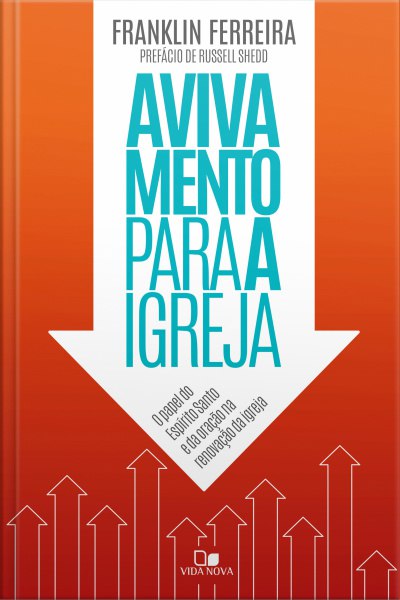 FRANKLIN FERREIRA
PREFÁCIO DE RUSSELL SHEDD
AVIVA
MENTO
PARA A
IGREJA
O papel do
Espírito Santo
e da oração na
renovação da igreja
VIDA NOVA